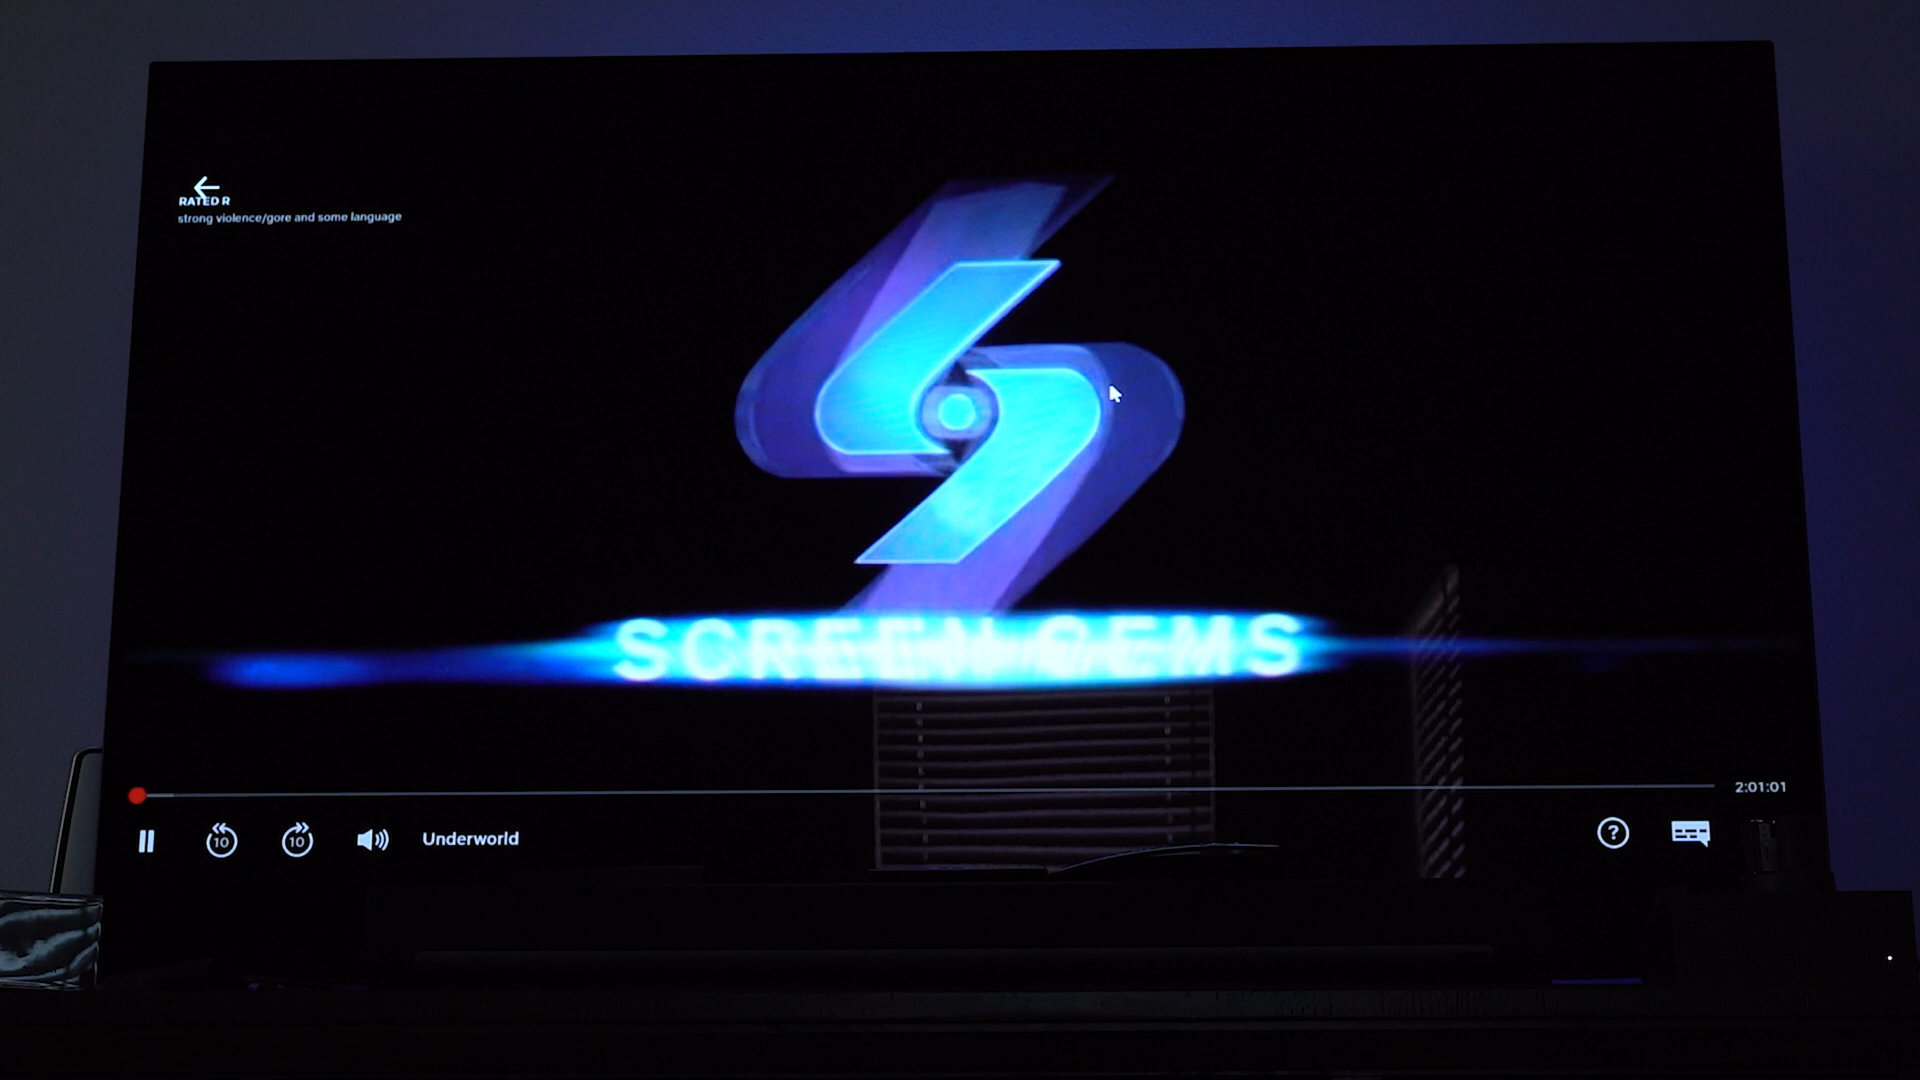 RATED R
strong violence/gore and some language
SCREEN GEMS
2:01:01
10
10
Underworld
?